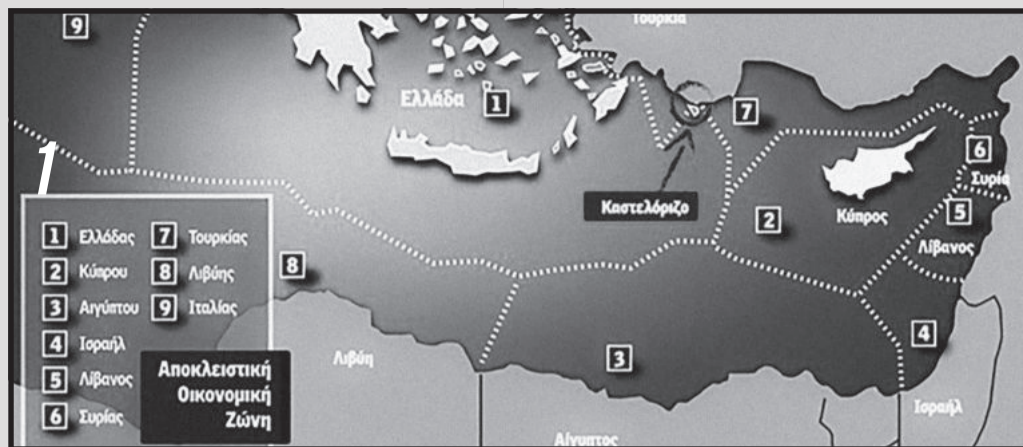 9
Τουρκία
Ελλάδα 1
7
6
Συρία
Καστελόριζο
2
Κύπρος
5
Λίβανος
1
1 Ελλάδας 7 Τουρκίας
2 Κύπρου 8 Λιβύης
3 Αιγύπτου 9 Ιταλίας
4 Ισραήλ
5 Λίβανος
6 Συρίας
8
Αποκλειστική
Οικονομική
Ζώνη
Λιβύη
3
4
Ισραήλ
Αίγυπτος